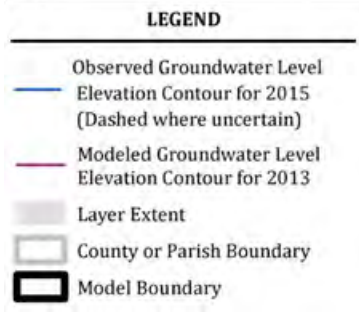 LEGEND
Observed Groundwater Level
Elevation Contour for 2015
(Dashed where uncertain)
Modeled Groundwater Level
Elevation Contour for 2013
Layer Extent
County or Parish Boundary
Model Boundary